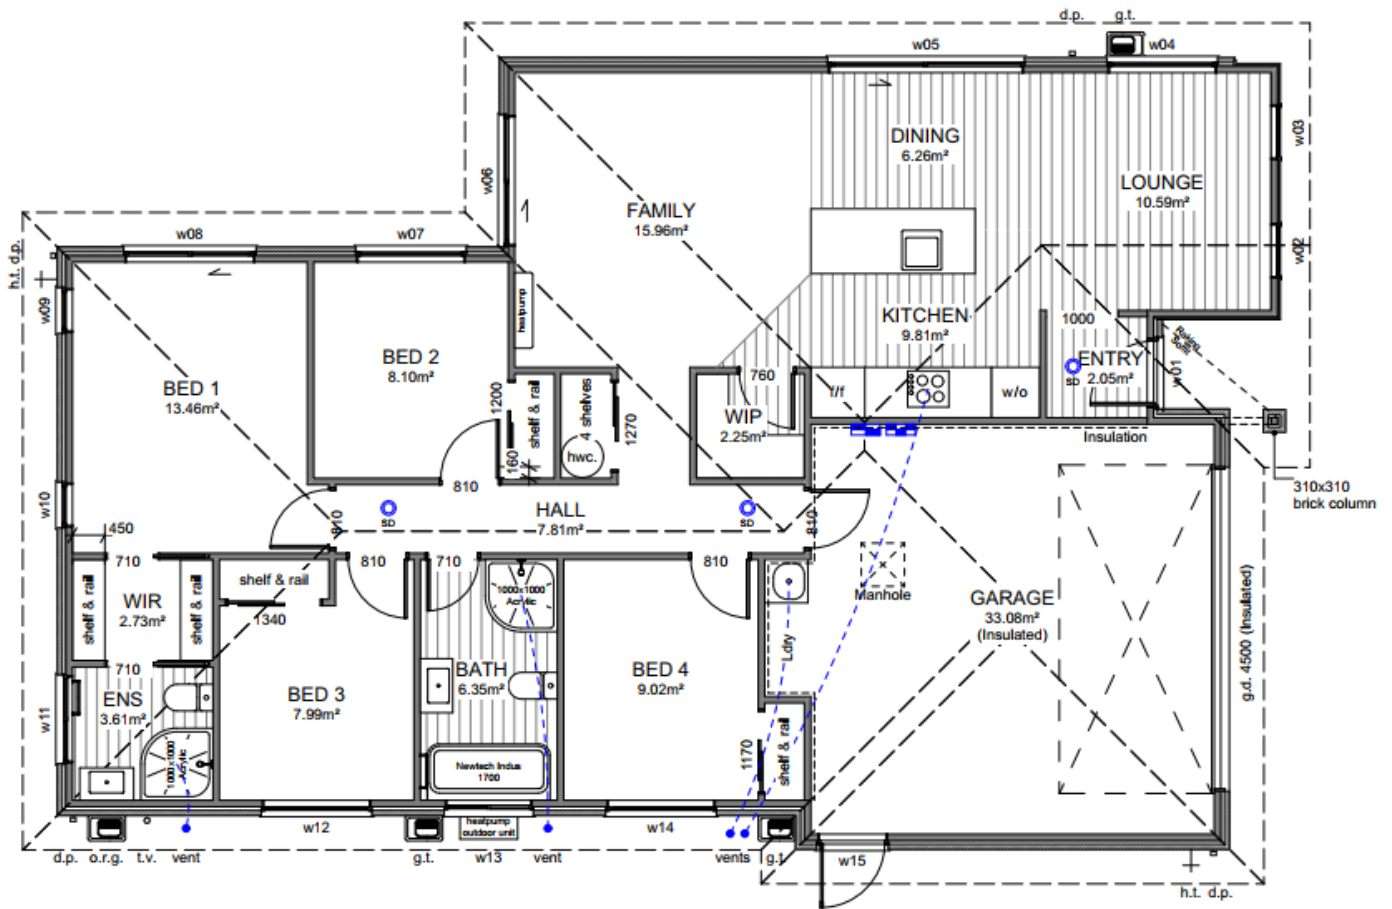 d.p. g.t.
w05
w04
DINING
6.26m²
w03
LOUNGE
10.59m²
w06
FAMILY
15.96m²
w08
w07
w02
h.t. d.p.
w09
heatpump
KITCHEN
9.81m²
1000
Raking
Soffit
BED 2
8.10m²
ENTRY
2.05m²
SD
w01
BED 1
13.46m²
760
f/f
w/o
1200
shelf & rail
4 shelves
1270
WIP
2.25m²
Insulation
160
hwc.
810
310x310
brick column
w10
SD
HALL
7.81m²
SD
810
810
450
710
810
710
810
shelf & rail
WIR
2.73m²
shelf & rail
shelf & rail
1340
1000x1000
Acrylic
Manhole
GARAGE
33.08m²
(Insulated)
g.d. 4500 (Insulated)
Ldry
710
ENS
3.61m²
BATH
6.35m²
BED 4
9.02m²
BED 3
7.99m²
w11
1000x1000
Acrylic
Newtech Indus
1700
1170
shelf & rail
w12
heatpump
outdoor unit
w14
d.p. o.r.g. t.v. vent
g.t. w13 vent
vents g.t.
w15
h.t. d.p.